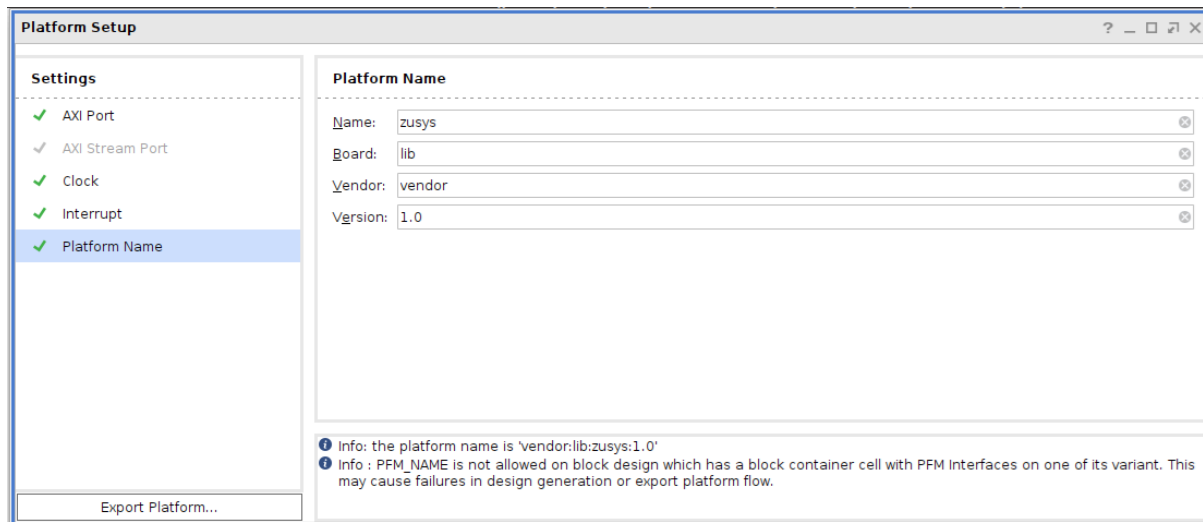 Platform Setup
Settings
AXI Port
AXI Stream Port
Clock
Interrupt
Platform Name
Export Platform...
Platform Name
Name: zusys
Board: lib
Vendor: vendor
Version: 1.0
Info: the platform name is 'vendor:lib:zusys:1.0'
Info : PFM_NAME is not allowed on block design which has a block container cell with PFM Interfaces on one of its variant. This
may cause failures in design generation or export platform flow.